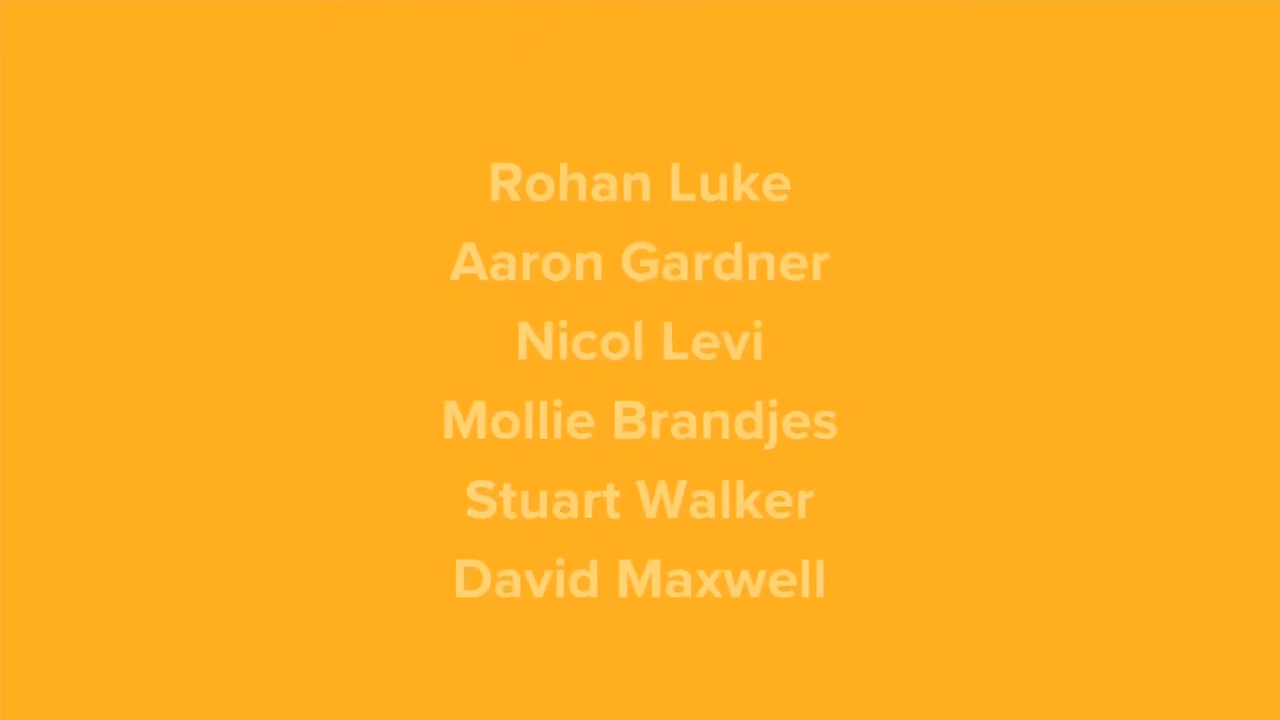 Rohan Luke
Aaron Gardner
Nicol Levi
Mollie Brandjes
Stuart Walker
David Maxwell